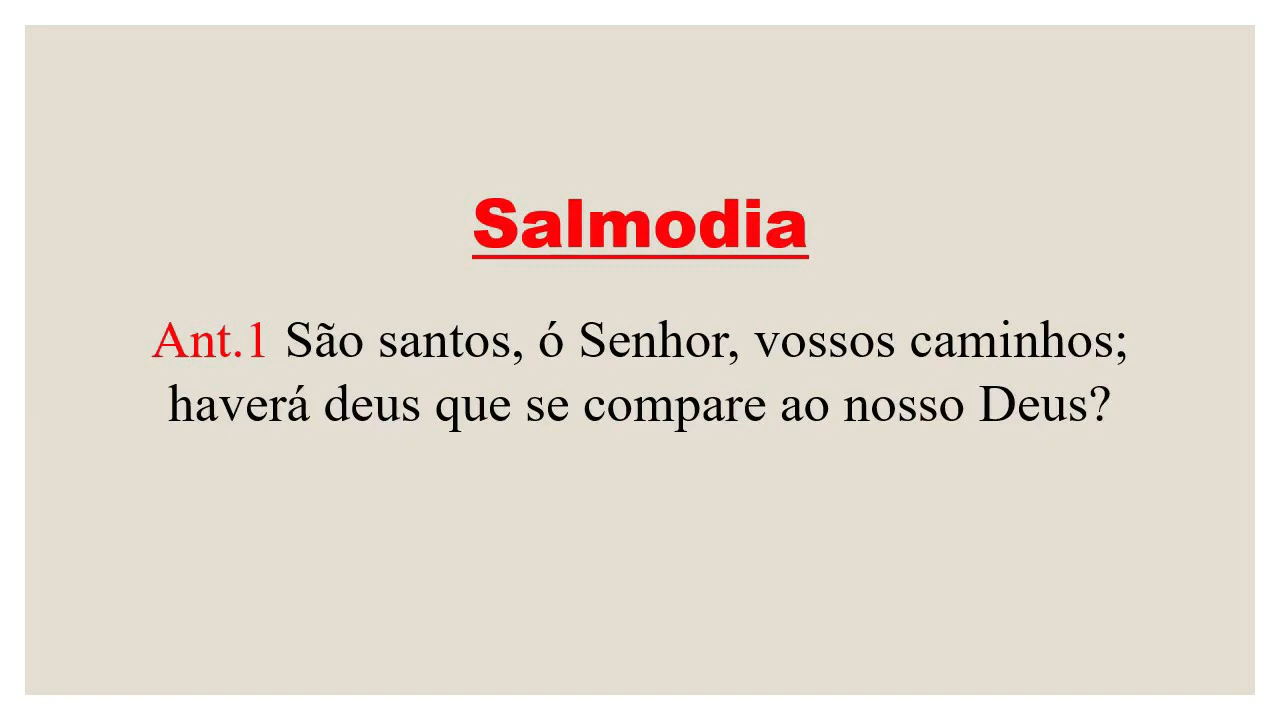 Salmodia
Ant.1 São santos, ó Senhor, vossos caminhos;
haverá deus que se compare ao nosso Deus?